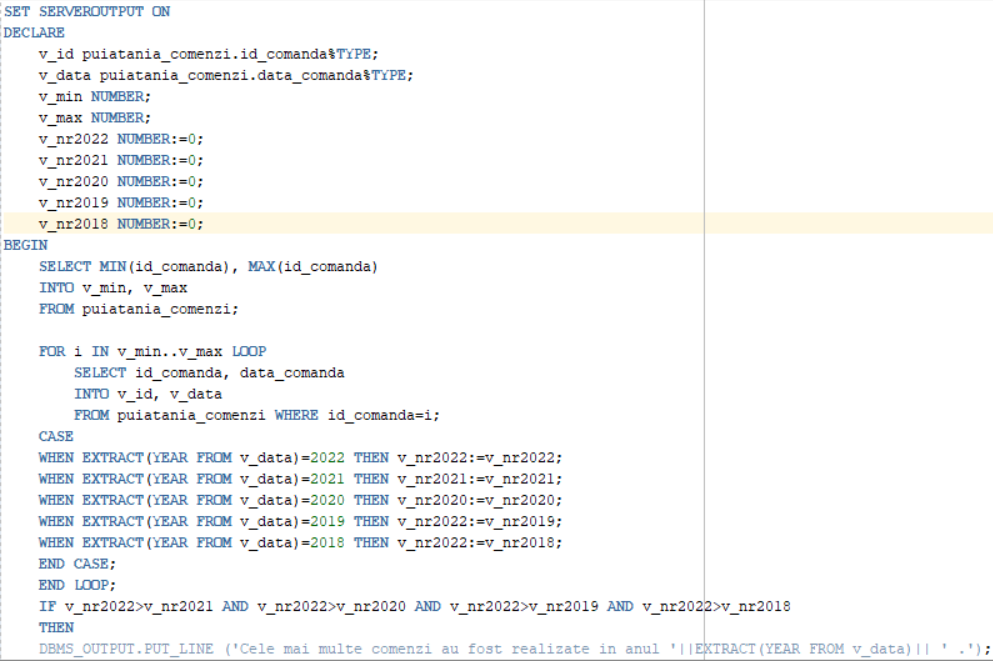 SET SERVEROUTPUT ON
DECLARE
    v_id puiatania_comenzi.id_comanda%TYPE;
    v_data puiatania_comenzi.data_comanda%TYPE;
    v_min NUMBER;
    v_max NUMBER;
    v_nr2022 NUMBER:=0;
    v_nr2021 NUMBER:=0;
    v_nr2020 NUMBER:=0;
    v_nr2019 NUMBER:=0;
    v_nr2018 NUMBER:=0;
BEGIN
    SELECT MIN(id_comanda), MAX(id_comanda)
    INTO v_min, v_max
    FROM puiatania_comenzi;
    FOR i IN v_min..v_max LOOP
        SELECT id_comanda, data_comanda
        INTO v_id, v_data
        FROM puiatania_comenzi WHERE id_comanda=i;
    CASE
    WHEN EXTRACT(YEAR FROM v_data)=2022 THEN v_nr2022:=v_nr2022;
    WHEN EXTRACT(YEAR FROM v_data)=2021 THEN v_nr2021:=v_nr2021;
    WHEN EXTRACT(YEAR FROM v_data)=2020 THEN v_nr2020:=v_nr2020;
    WHEN EXTRACT(YEAR FROM v_data)=2019 THEN v_nr2022:=v_nr2019;
    WHEN EXTRACT(YEAR FROM v_data)=2018 THEN v_nr2022:=v_nr2018;
    END CASE;
    END LOOP;
    IF v_nr2022>v_nr2021 AND v_nr2022>v_nr2020 AND v_nr2022>v_nr2019 AND v_nr2022>v_nr2018
    THEN
    DBMS_OUTPUT.PUT_LINE ('Cele mai multe comenzi au fost realizate in anul '||EXTRACT(YEAR FROM v_data)|| ' .');